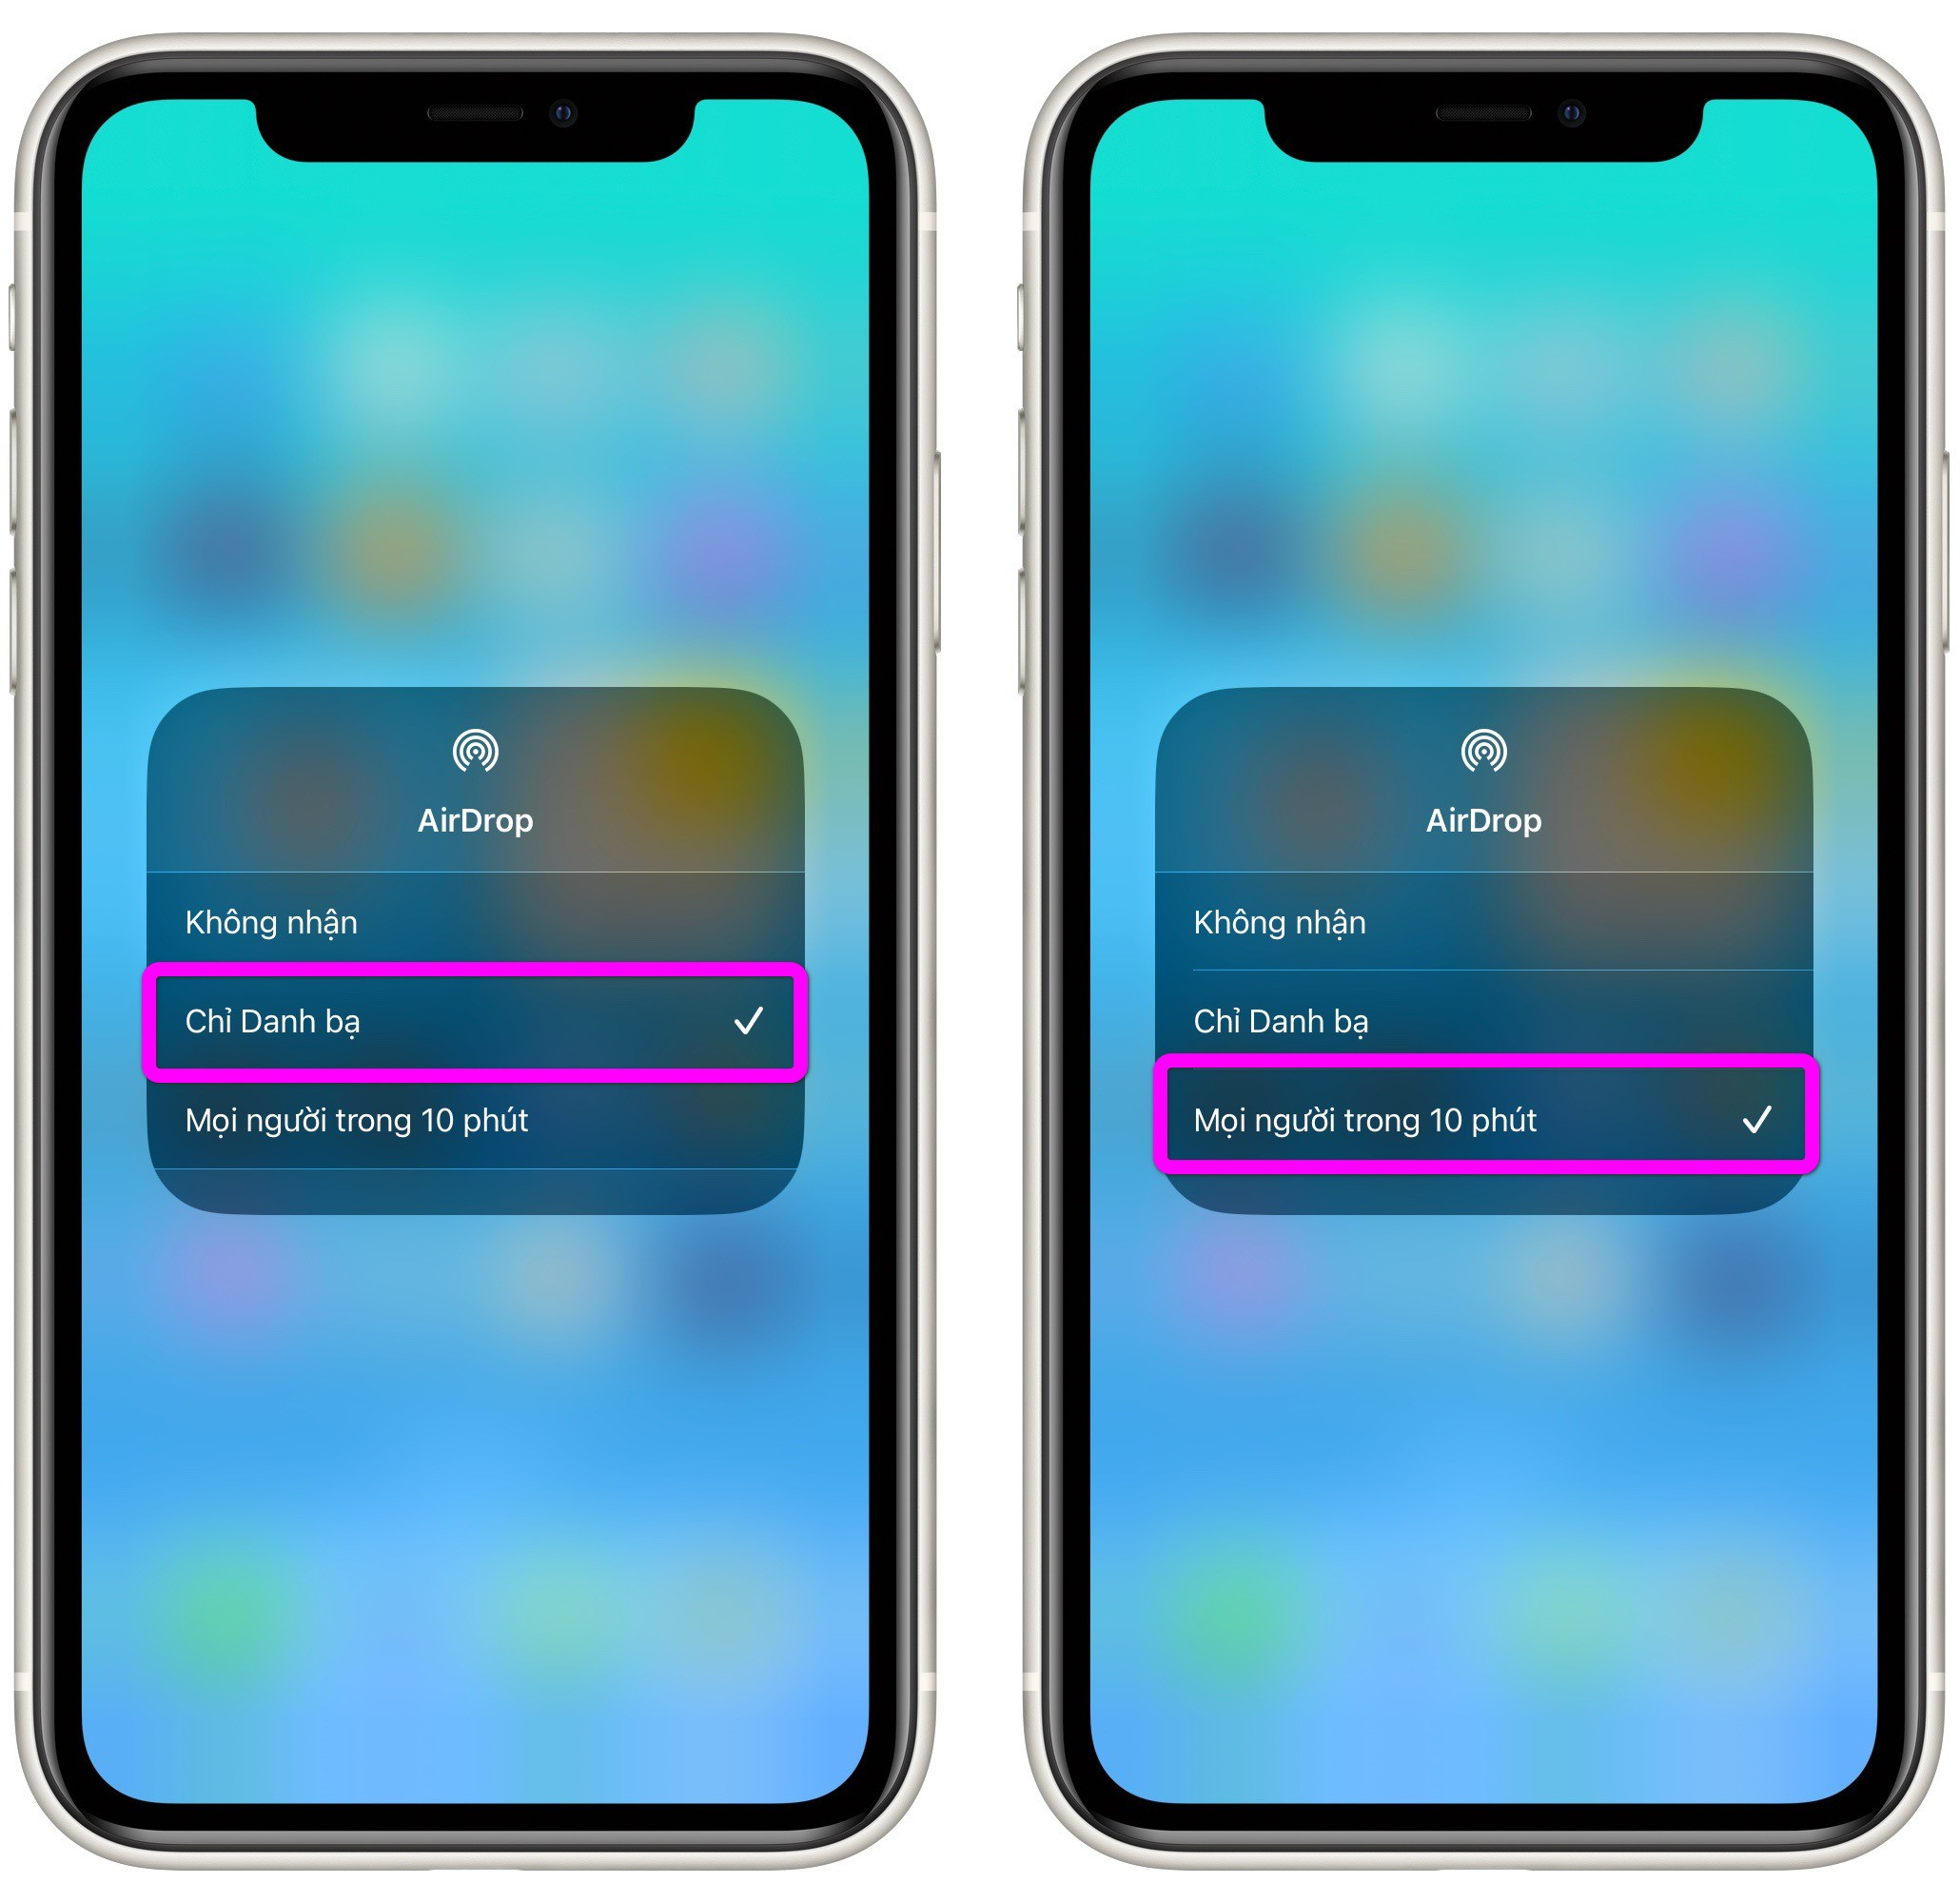 AirDrop
Không nhận
Chỉ Danh bạ
Mọi người trong 10 phút
AirDrop
Không nhận
Chỉ Danh bạ
Mọi người trong 10 phút